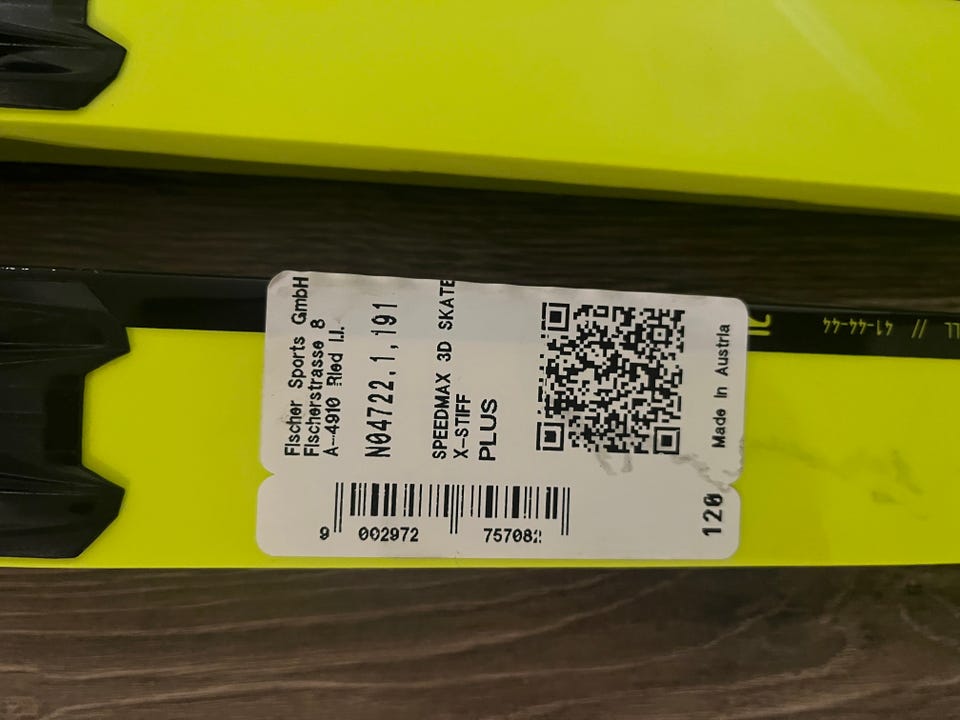 Fischer Sports GmbH
Fischerstrasse 8
A-4910 Ried I.I.
N04722.1,191
SPEEDMAX 3D SKATE
X-STIFF
PLUS
Made in Austria
120
9 002972
41-44-44 //